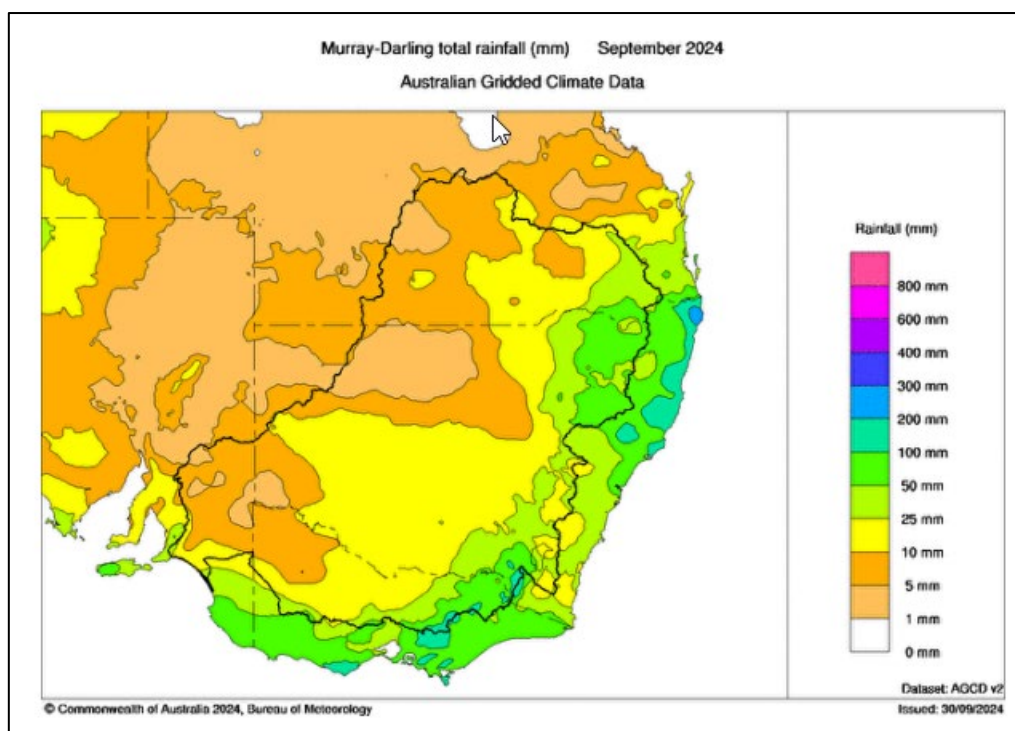 Murray-Darling total rainfall (mm) September 2024
Australian Gridded Climate Data
Rainfall (mm)
800 mm
600 mm
400 mm
300 mm
200 mm
100 mm
50 mm
25 mm
10 mm
5 mm
1 mm
0 mm
Dataset: AGCD v2
© Commonwealth of Australia 2024, Bureau of Meteorology
Issued: 30/09/2024